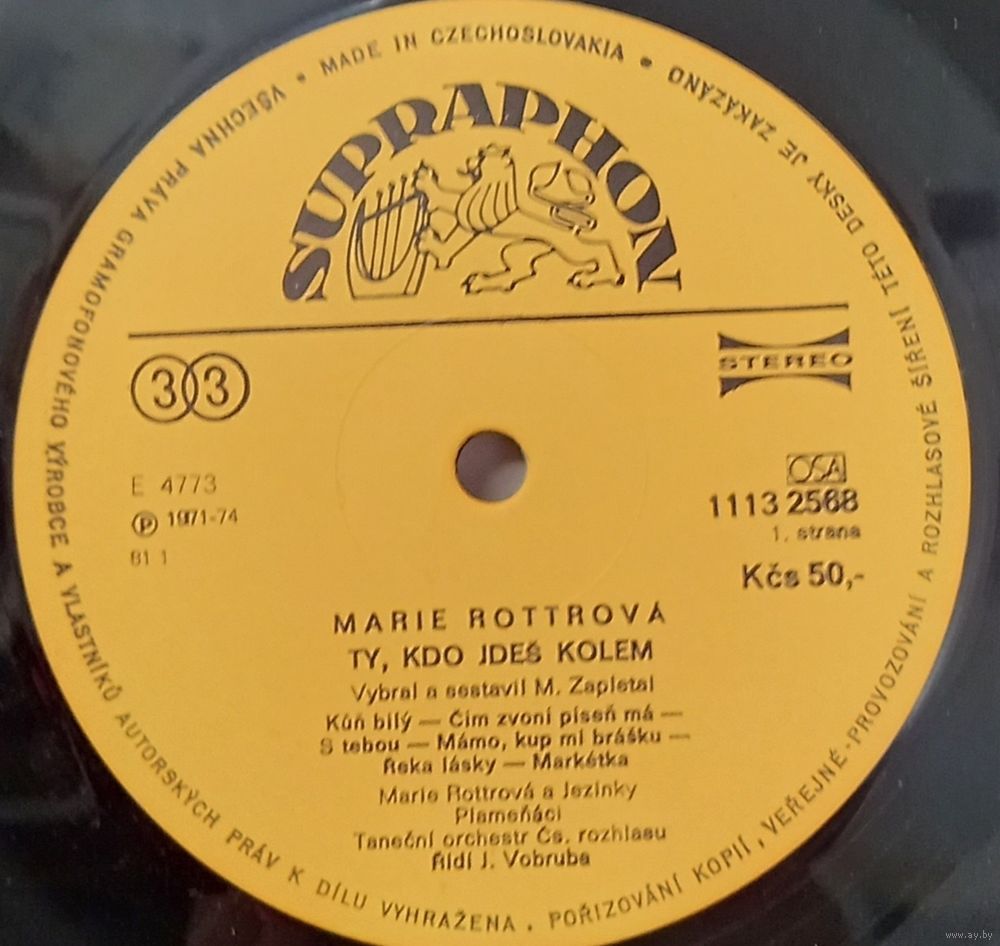 VŠECHNA PRÁVA GRAMOFONOVÉHO VÝROBCE A VLASTNÍKŮ AUTORSKÝCH PRÁV K DÍLU VYHRAŽENA. POŘIZOVÁNÍ KOPIÍ, VEŘEJNÉ PROVOZOVÁNÍ A ROZHLASOVÉ ŠÍŘENÍ TÉTO DESKY JE ZAKÁZÁNO
• MADE IN CZECHOSLOVAKIA •
SUPRAPHON
33
STEREO
E 4773
Ⓟ 1971-74
81 1
OSA
1113 2568
1. strana
Kčs 50,-
MARIE ROTTROVÁ
TY, KDO JDEŠ KOLEM
Vybral a sestavil M. Zapletal
Kůň bílý — Čím zvoní píseň má —
S tebou — Mámo, kup mi brášku —
Řeka lásky — Markétka
Marie Rottrová a Jezinky
Plameňáci
Taneční orchestr Čs. rozhlasu
Řídí J. Vobruba
www.ay.by